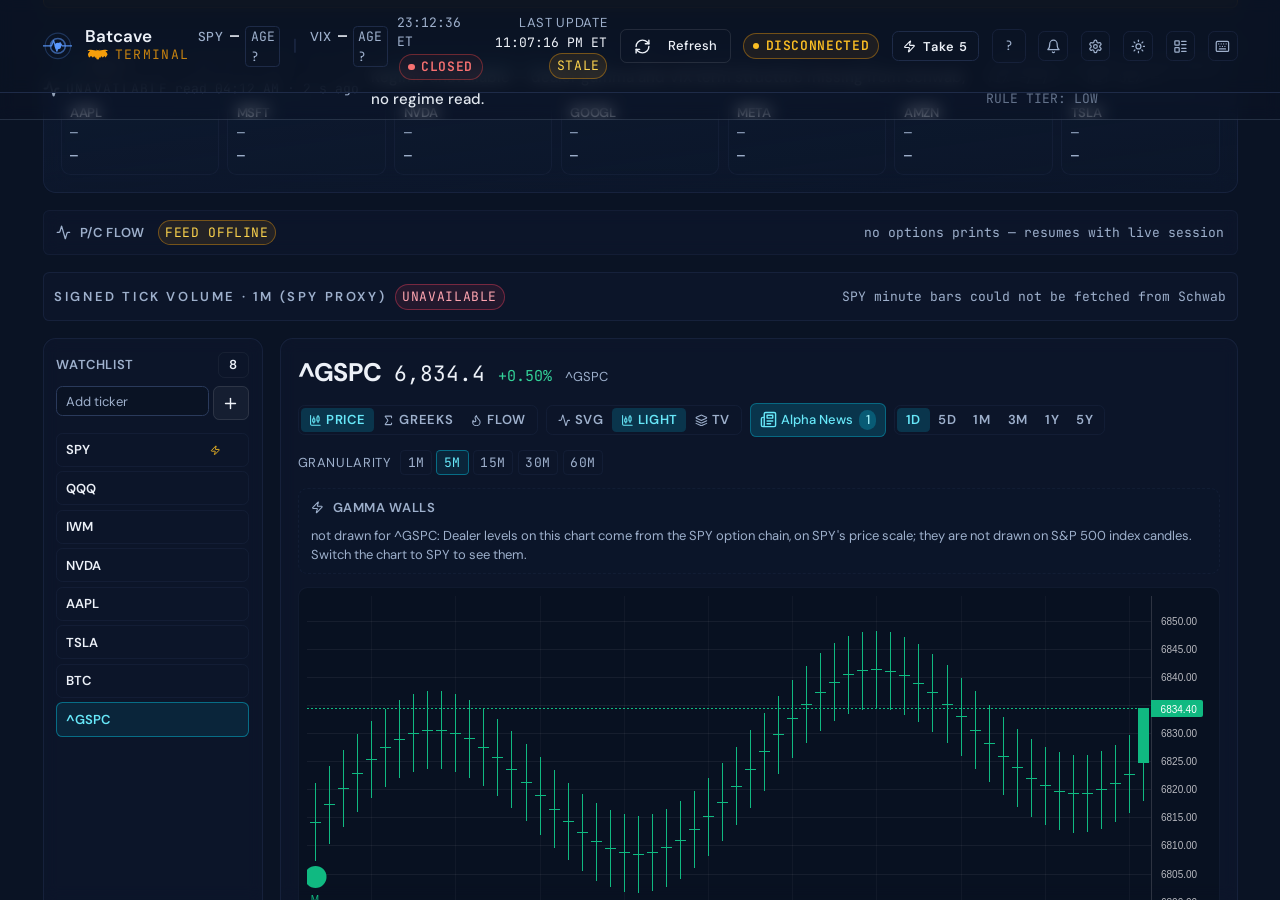 Batcave
TERMINAL
SPY — AGE ?
VIX — AGE ?
23:12:36 ET
CLOSED
LAST UPDATE
11:07:16 PM ET
STALE
Refresh
DISCONNECTED
Take 5
?
no regime read.
RULE TIER: LOW
AAPL MSFT NVDA GOOGL META AMZN TSLA
— — — — — — —
— — — — — — —
P/C FLOW FEED OFFLINE no options prints — resumes with live session
SIGNED TICK VOLUME · 1M (SPY PROXY) UNAVAILABLE SPY minute bars could not be fetched from Schwab
WATCHLIST 8
Add ticker +
SPY
QQQ
IWM
NVDA
AAPL
TSLA
BTC
^GSPC
^GSPC 6,834.4 +0.50% ^GSPC
PRICE GREEKS FLOW SVG LIGHT TV Alpha News 1 1D 5D 1M 3M 1Y 5Y
GRANULARITY 1M 5M 15M 30M 60M
GAMMA WALLS
not drawn for ^GSPC: Dealer levels on this chart come from the SPY option chain, on SPY's price scale; they are not drawn on S&P 500 index candles.
Switch the chart to SPY to see them.
6850.00
6845.00
6840.00
6834.40
6830.00
6825.00
6820.00
6815.00
6810.00
6805.00